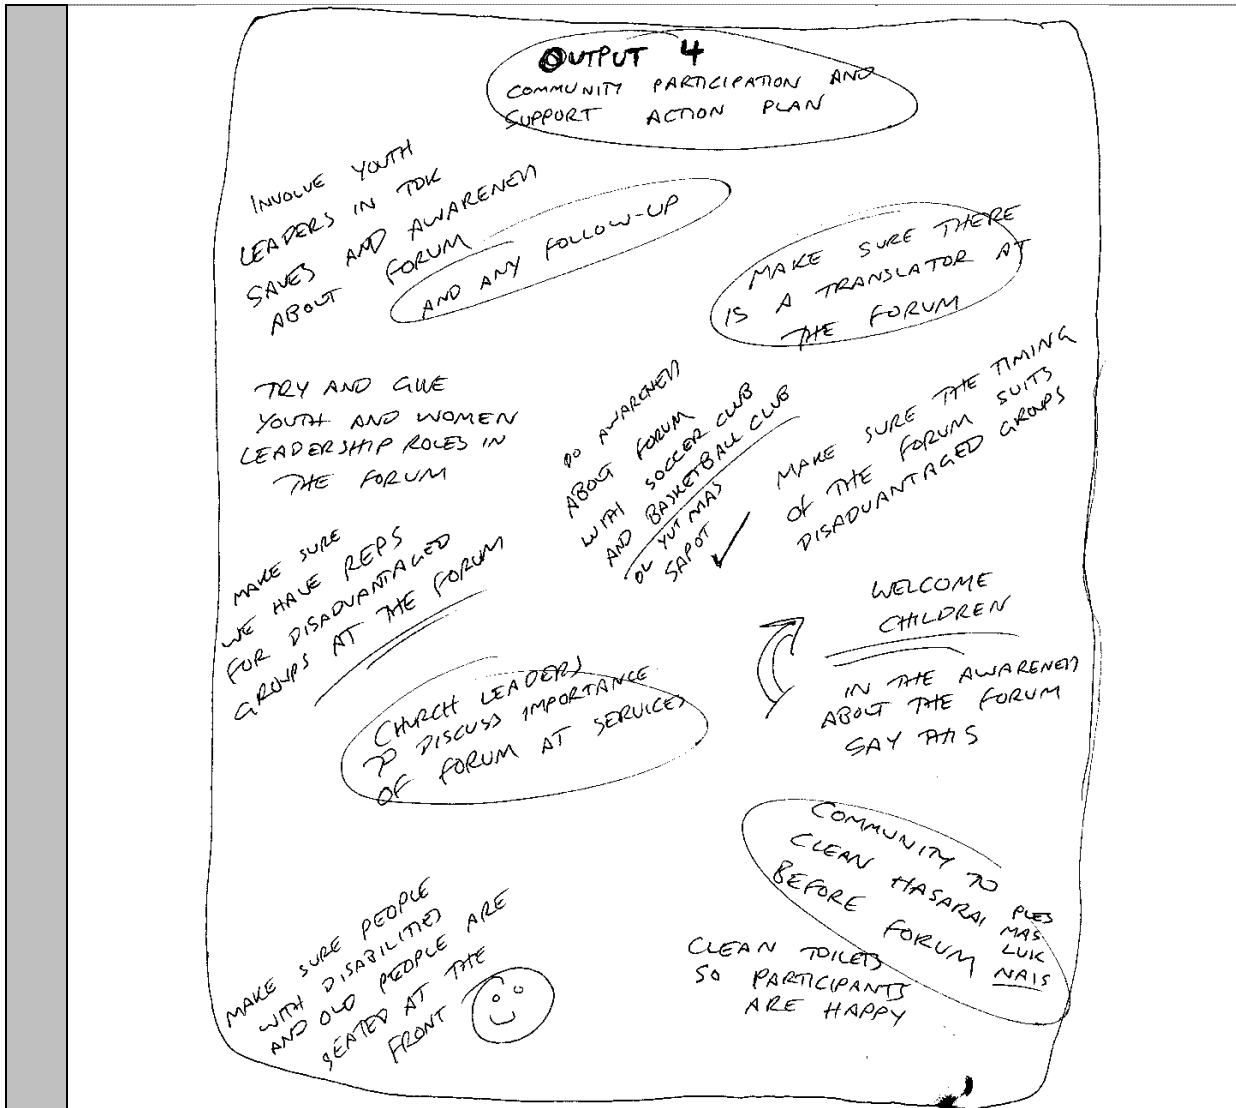 OUTPUT 4
COMMUNITY PARTICIPATION AND
SUPPORT ACTION PLAN
INVOLVE YOUTH
LEADERS IN TOK
SAVES AND AWARENESS
ABOUT FORUM
AND ANY FOLLOW-UP
MAKE SURE THERE
IS A TRANSLATOR AT
THE FORUM
TRY AND GIVE
YOUTH AND WOMEN
LEADERSHIP ROLES IN
THE FORUM
DO AWARENESS
ABOUT FORUM
WITH SOCCER CLUB
AND BASKETBALL CLUB
OL YUT MAS
SAPOT
MAKE SURE THE TIMING
OF THE FORUM SUITS
DISADVANTAGED GROUPS
MAKE SURE
WE HAVE REPS
FOR DISADVANTAGED
GROUPS AT THE FORUM
WELCOME
CHILDREN
IN THE AWARENESS
ABOUT THE FORUM
SAY THIS
CHURCH LEADERS
TO DISCUSS IMPORTANCE
OF FORUM AT SERVICES
COMMUNITY TO
CLEAN HASARAI
BEFORE FORUM
PLES
MAS
LUK
NAIS
MAKE SURE PEOPLE
WITH DISABILITIES
AND OLD PEOPLE ARE
SEATED AT THE
FRONT
CLEAN TOILETS
SO PARTICIPANTS
ARE HAPPY